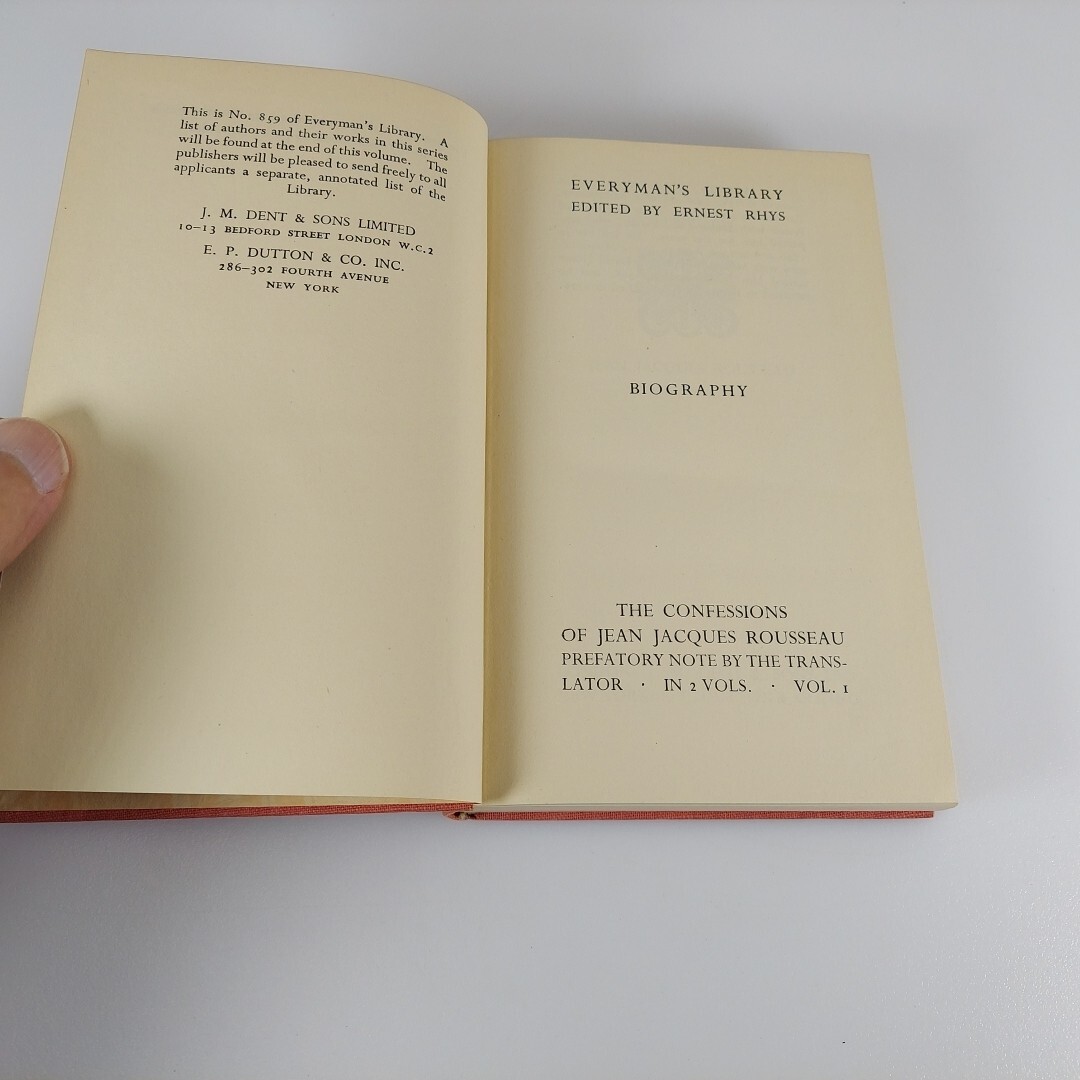 This is No. 859 of Everyman's Library. A
list of authors and their works in this series
will be found at the end of this volume. The
publishers will be pleased to send freely to all
applicants a separate, annotated list of the
Library.
J. M. DENT & SONS LIMITED
10–13 BEDFORD STREET LONDON W.C.2
E. P. DUTTON & CO. INC.
286–302 FOURTH AVENUE
NEW YORK
EVERYMAN'S LIBRARY
EDITED BY ERNEST RHYS
BIOGRAPHY
THE CONFESSIONS
OF JEAN JACQUES ROUSSEAU
PREFATORY NOTE BY THE TRANS-
LATOR · IN 2 VOLS. · VOL. 1